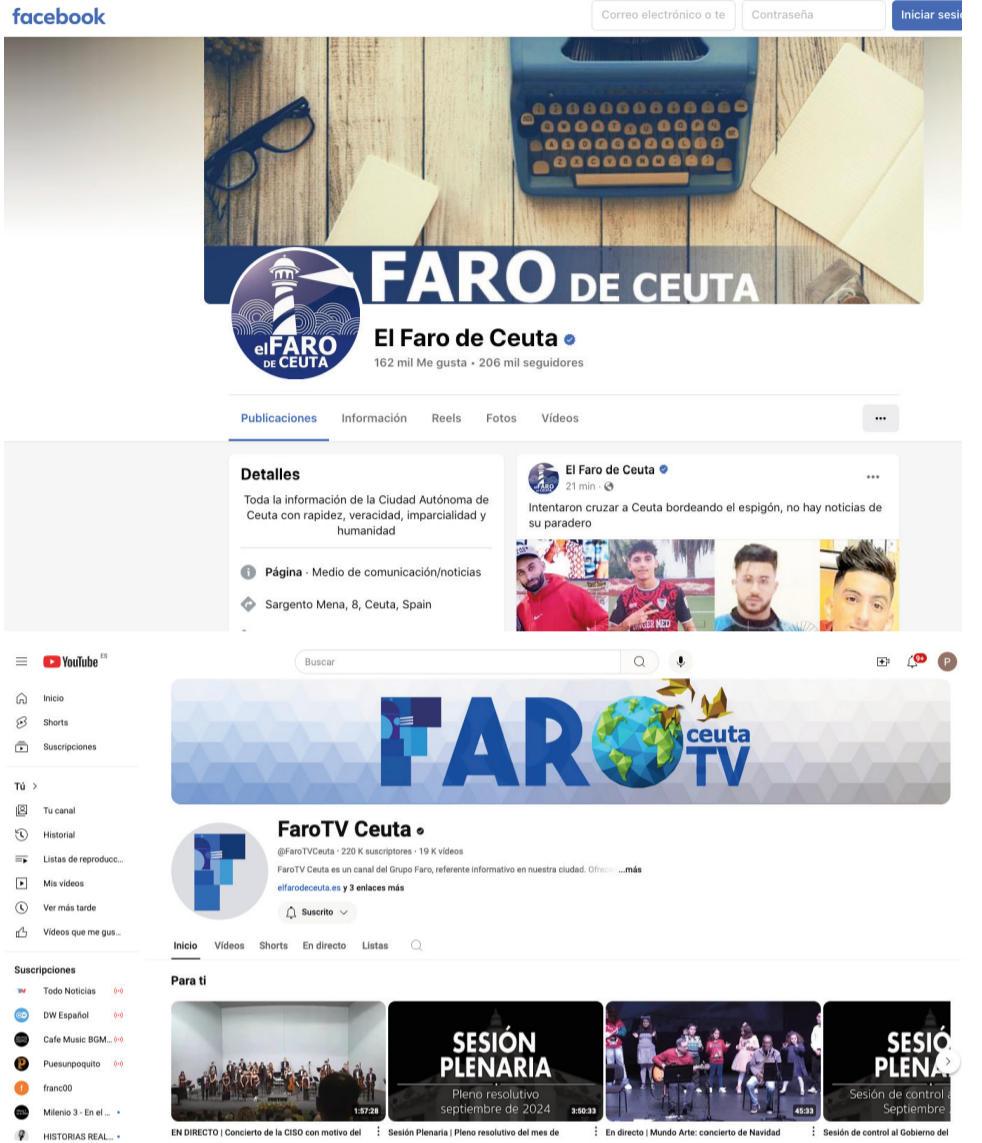 facebook
Correo electrónico o te
Contraseña
Iniciar sesi
FARO DE CEUTA
elFARO
DE CEUTA
El Faro de Ceuta
162 mil Me gusta • 206 mil seguidores
Publicaciones
Información
Reels
Fotos
Vídeos
Detalles
Toda la información de la Ciudad Autónoma de
Ceuta con rapidez, veracidad, imparcialidad y
humanidad
Página · Medio de comunicación/noticias
Sargento Mena, 8, Ceuta, Spain
El Faro de Ceuta
21 min ·
Intentaron cruzar a Ceuta bordeando el espigón, no hay noticias de
su paradero
YouTube ES
Buscar
9+
P
Inicio
Shorts
Suscripciones
Tú >
Tu canal
Historial
Listas de reproducc...
Mis vídeos
Ver más tarde
Vídeos que me gus...
Suscripciones
Todo Noticias
DW Español
Cafe Music BGM...
Puesunpoquito
franc00
Milenio 3 - En el ...
HISTORIAS REAL...
FARO
ceuta
TV
FaroTV Ceuta
@FaroTVCeuta · 220 K suscriptores · 19 K vídeos
FaroTV Ceuta es un canal del Grupo Faro, referente informativo en nuestra ciudad. Ofrece ...más
elfarodeceuta.es y 3 enlaces más
Suscrito
Inicio
Vídeos
Shorts
En directo
Listas
Para ti
1:57:28
EN DIRECTO | Concierto de la CISO con motivo del
SESIÓN
PLENARIA
Pleno resolutivo
septiembre de 2024
3:50:33
Sesión Plenaria | Pleno resolutivo del mes de
45:33
En directo | Mundo Arte: concierto de Navidad
SESIÓ
PLENA
Sesión de control a
Septiembre
Sesión de control al Gobierno del